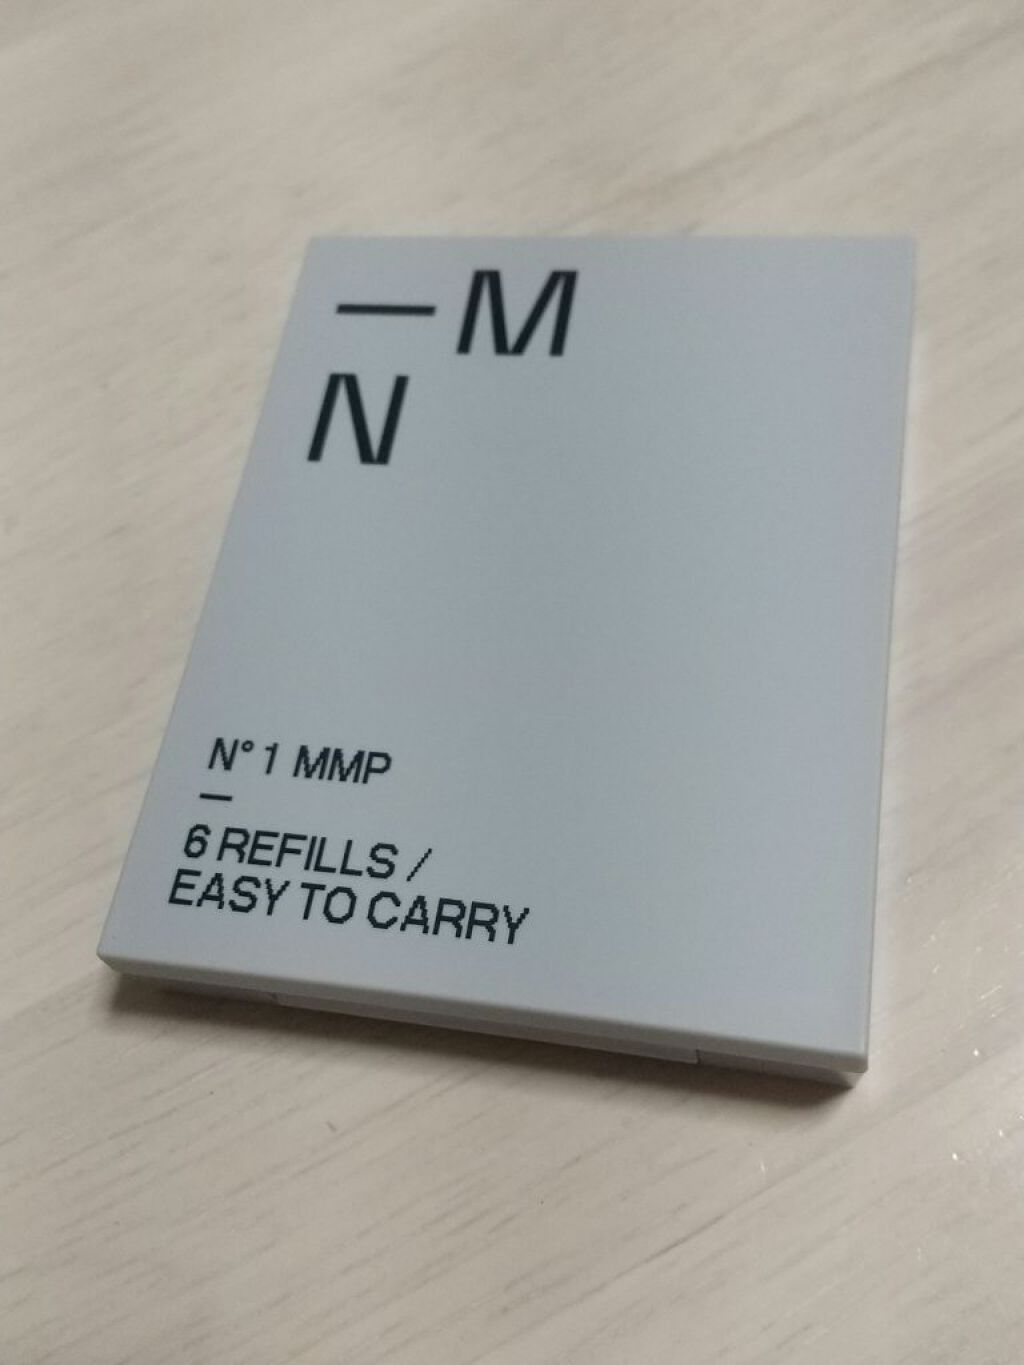 —M
N
N° 1 MMP
—
6 REFILLS /
EASY TO CARRY